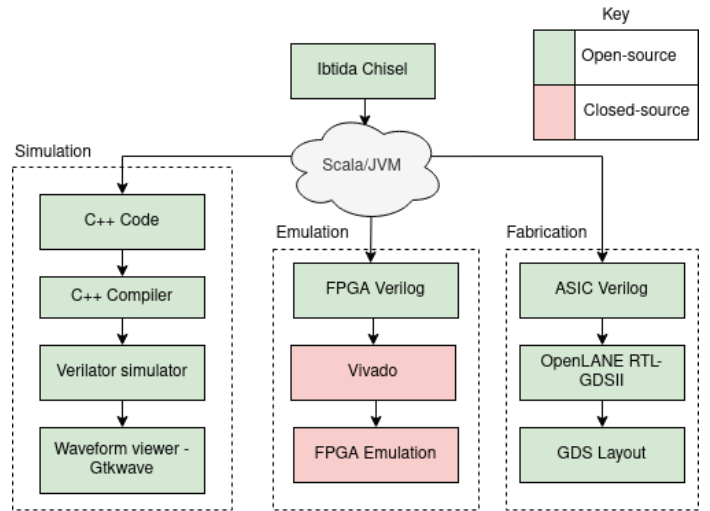 Key
Open-source
Closed-source
Ibtida Chisel
Scala/JVM
Simulation
C++ Code
C++ Compiler
Verilator simulator
Waveform viewer -
Gtkwave
Emulation
FPGA Verilog
Vivado
FPGA Emulation
Fabrication
ASIC Verilog
OpenLANE RTL-
GDSII
GDS Layout